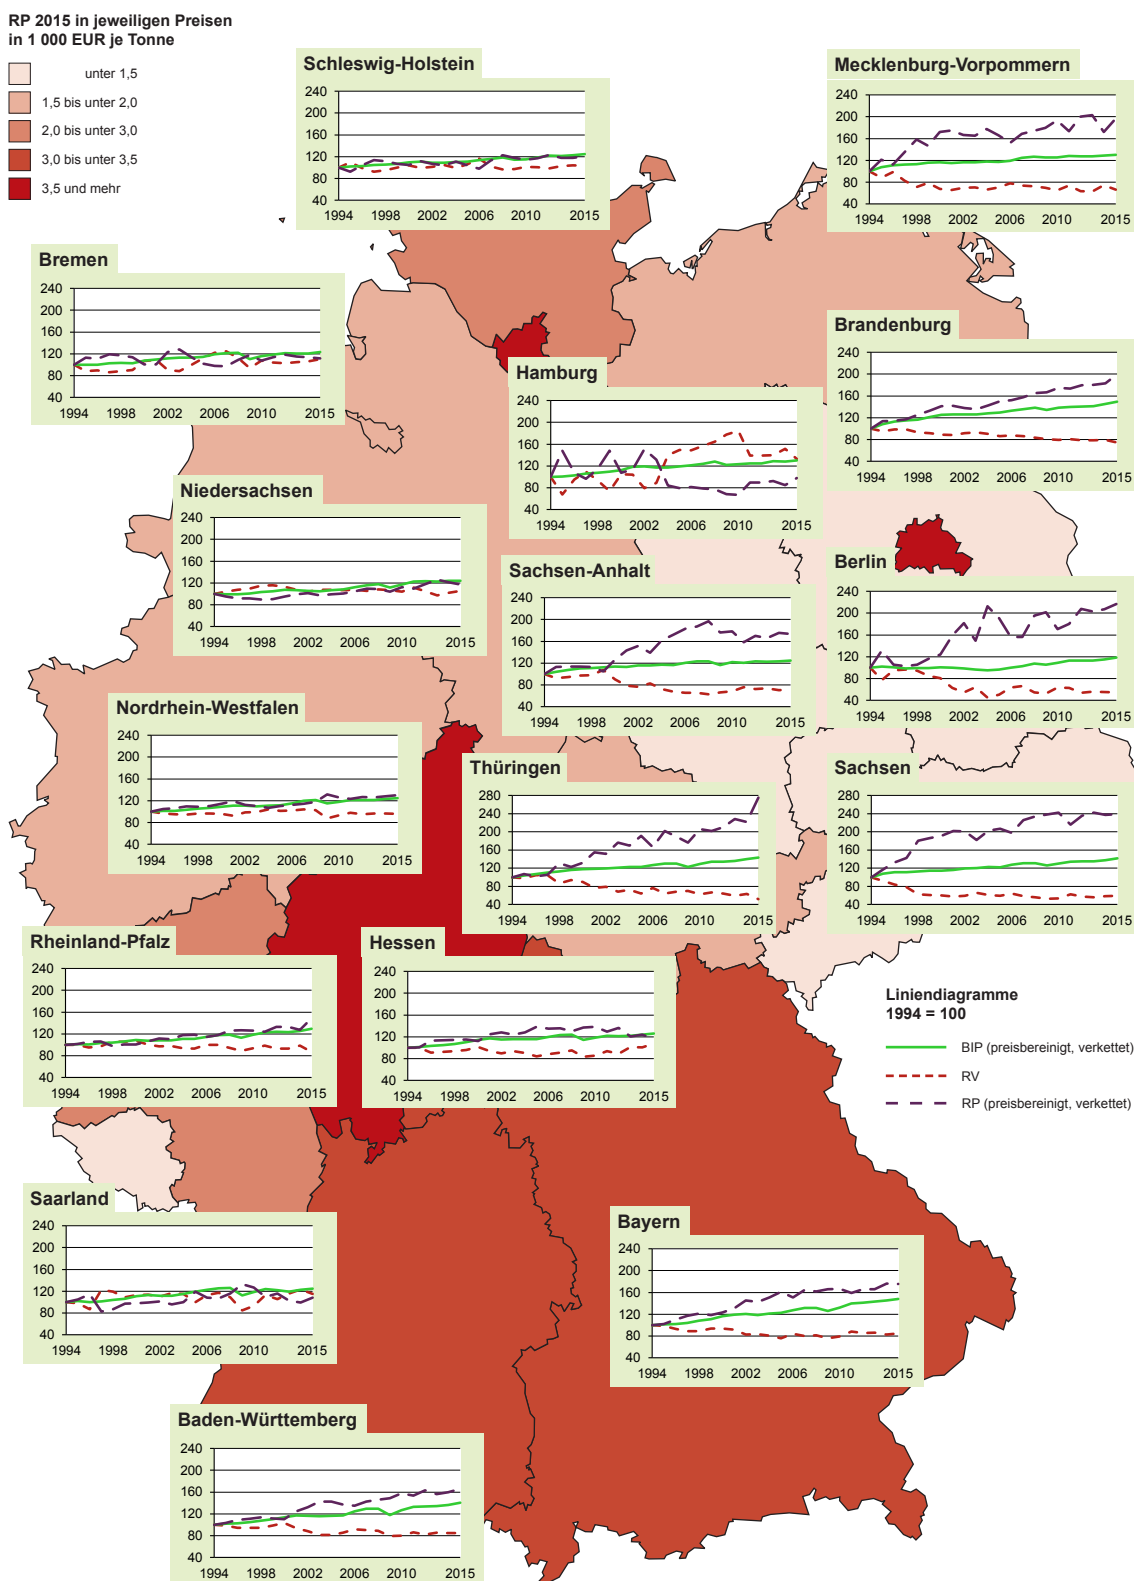 RP 2015 in jeweiligen Preisen
in 1 000 EUR je Tonne
unter 1,5
1,5 bis unter 2,0
2,0 bis unter 3,0
3,0 bis unter 3,5
3,5 und mehr
Schleswig-Holstein
240
200
160
120
80
40
1994 1998 2002 2006 2010 2015
Mecklenburg-Vorpommern
240
200
160
120
80
40
1994 1998 2002 2006 2010 2015
Bremen
240
200
160
120
80
40
1994 1998 2002 2006 2010 2015
Brandenburg
240
200
160
120
80
40
1994 1998 2002 2006 2010 2015
Hamburg
240
200
160
120
80
40
1994 1998 2002 2006 2010 2015
Niedersachsen
240
200
160
120
80
40
1994 1998 2002 2006 2010 2015
Sachsen-Anhalt
240
200
160
120
80
40
1994 1998 2002 2006 2010 2015
Berlin
240
200
160
120
80
40
1994 1998 2002 2006 2010 2015
Nordrhein-Westfalen
240
200
160
120
80
40
1994 1998 2002 2006 2010 2015
Thüringen
280
240
200
160
120
80
40
1994 1998 2002 2006 2010 2015
Sachsen
280
240
200
160
120
80
40
1994 1998 2002 2006 2010 2015
Rheinland-Pfalz
240
200
160
120
80
40
1994 1998 2002 2006 2010 2015
Hessen
240
200
160
120
80
40
1994 1998 2002 2006 2010 2015
Liniendiagramme
1994 = 100
BIP (preisbereinigt, verkettet)
RV
RP (preisbereinigt, verkettet)
Saarland
240
200
160
120
80
40
1994 1998 2002 2006 2010 2015
Bayern
240
200
160
120
80
40
1994 1998 2002 2006 2010 2015
Baden-Württemberg
240
200
160
120
80
40
1994 1998 2002 2006 2010 2015